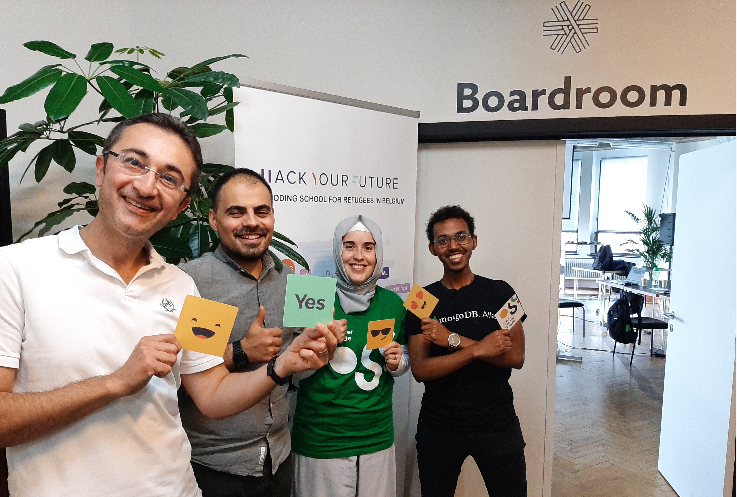 Boardroom
ACK YOUR FUTURE
ODING SCHOOL FOR REFUGEES IN BELGIUM
Yes
mongoDB.